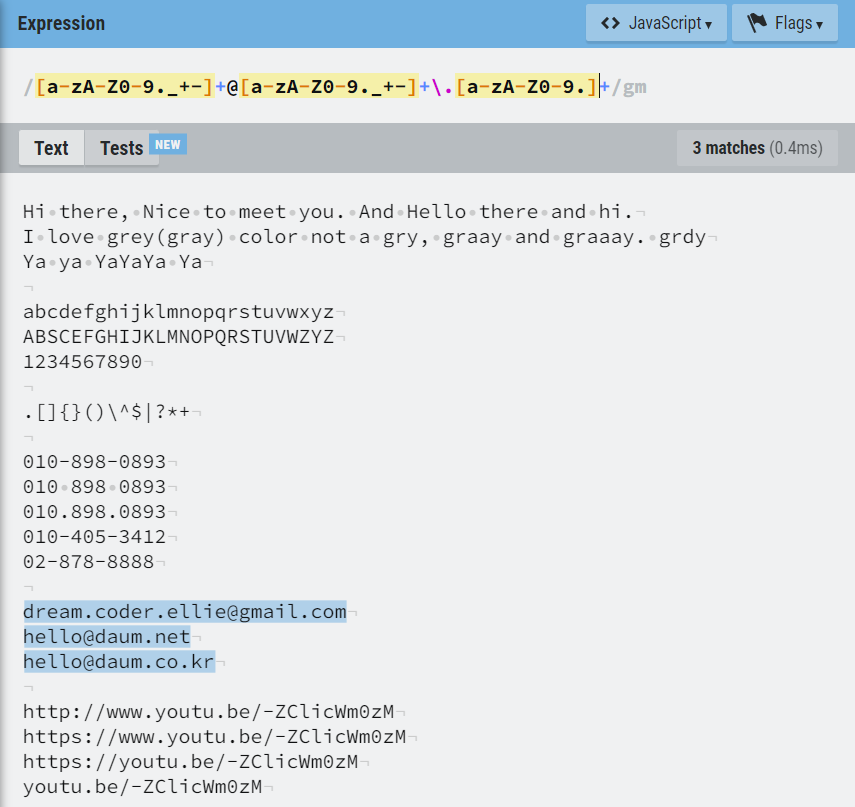 Expression
<> JavaScript ▾
Flags ▾
/[a-zA-Z0-9._+-]+@[a-zA-Z0-9._+-]+\.[a-zA-Z0-9.]+/gm
Text
Tests NEW
3 matches (0.4ms)
Hi there, Nice to meet you. And Hello there and hi.
I love grey(gray) color not a gry, graay and graaay. grdy
Ya ya YaYaYa Ya
abcdefghijklmnopqrstuvwxyz
ABSCEFGHIJKLMNOPQRSTUVWZYZ
1234567890
.[]{}()\^$|?*+
010-898-0893
010 898 0893
010.898.0893
010-405-3412
02-878-8888
dream.coder.ellie@gmail.com
hello@daum.net
hello@daum.co.kr
http://www.youtu.be/-ZClicWm0zM
https://www.youtu.be/-ZClicWm0zM
https://youtu.be/-ZClicWm0zM
youtu.be/-ZClicWm0zM